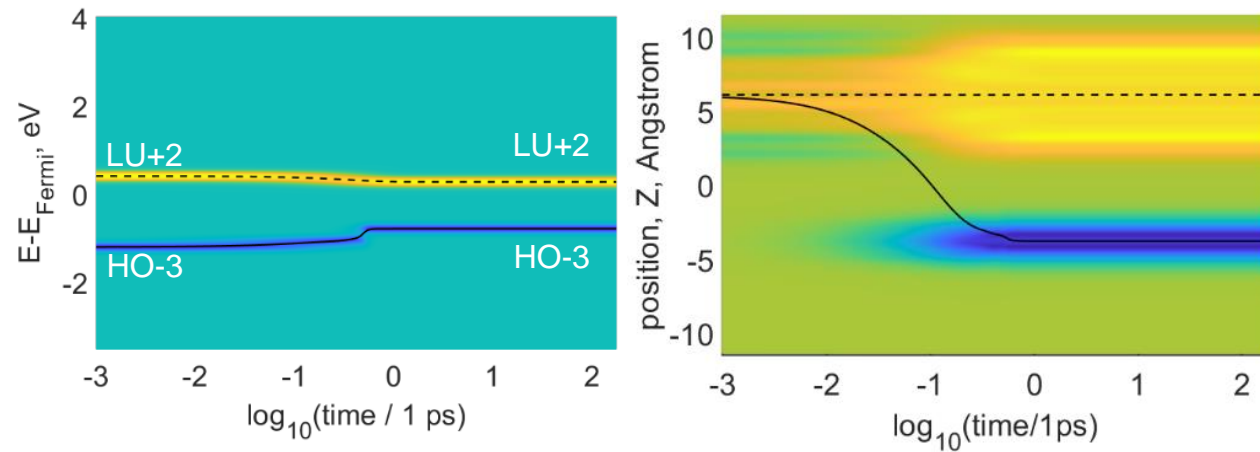 E-E_Fermi, eV
4
2
0
-2
LU+2
LU+2
HO-3
HO-3
-3
-2
-1
0
1
2
log_10(time / 1 ps)
position, Z, Angstrom
10
5
0
-5
-10
-3
-2
-1
0
1
2
log_10(time/1ps)